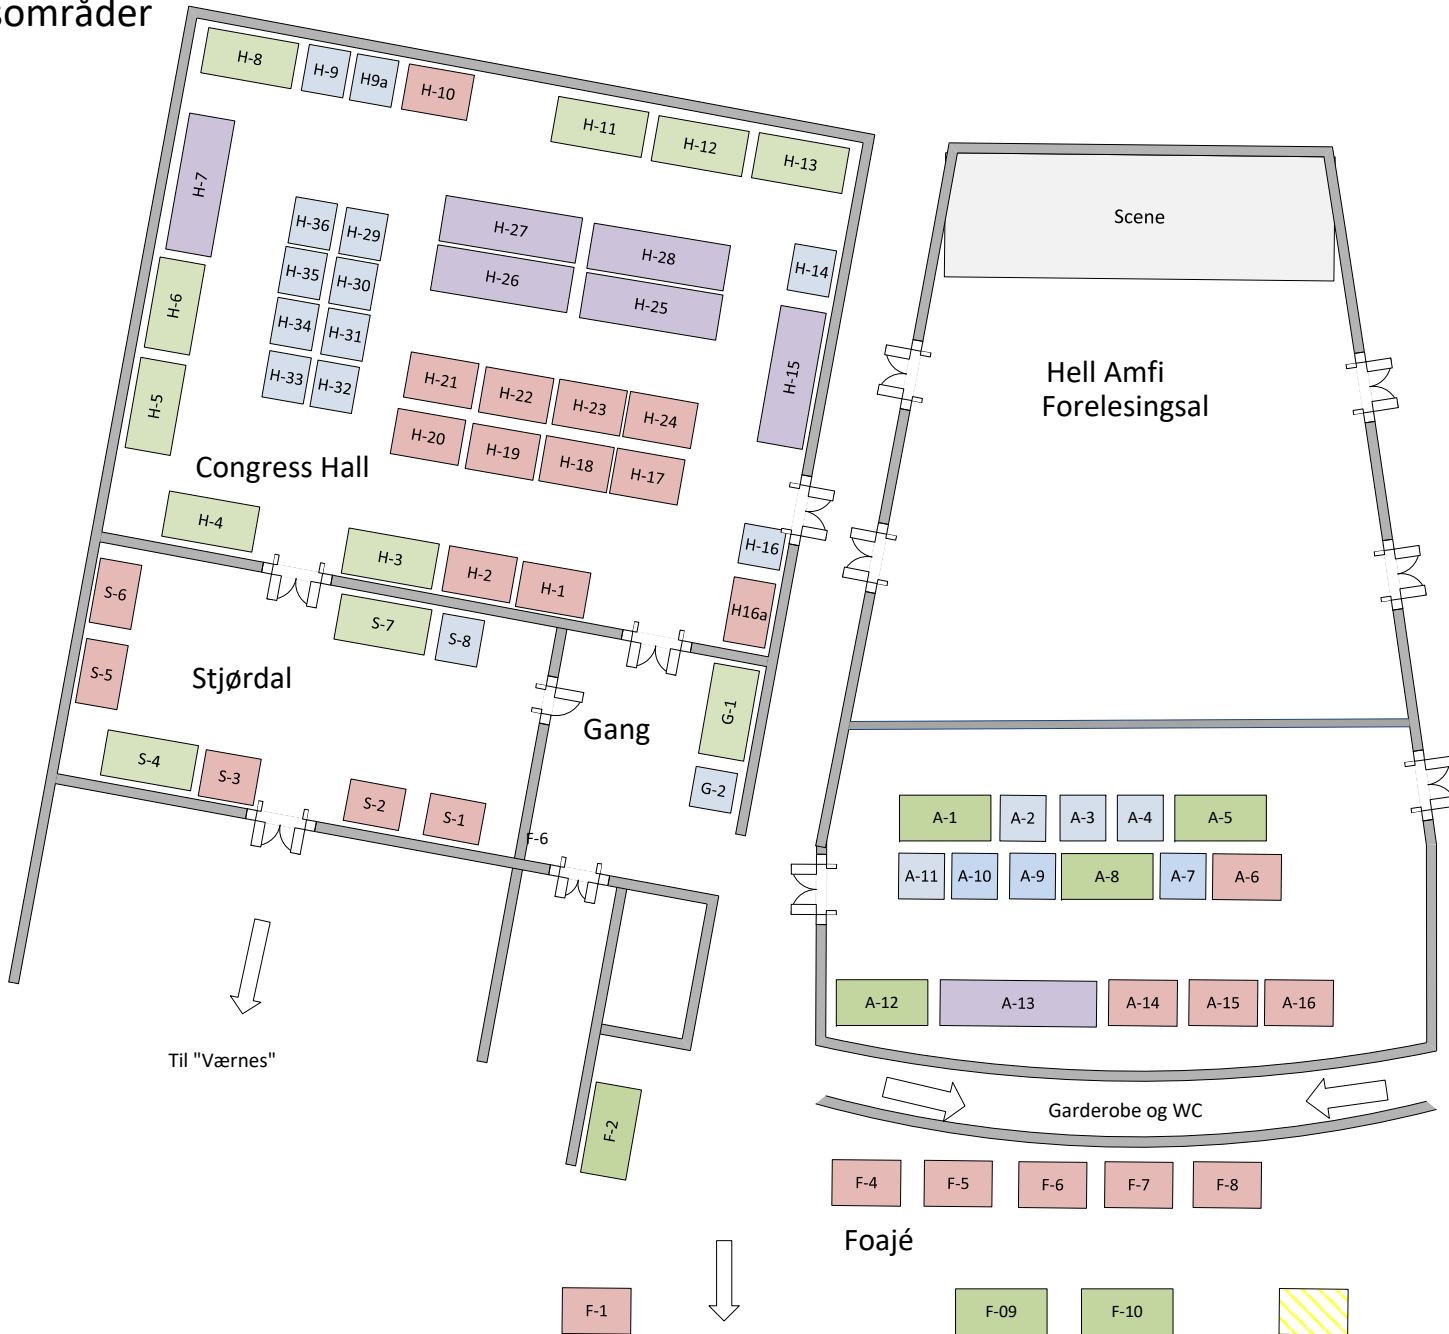 sområder
H-8
H-9
H9a
H-10
H-11
H-12
H-13
H-7
H-36
H-29
H-27
H-28
H-14
Scene
H-35
H-30
H-26
H-25
H-6
H-34
H-31
H-15
H-33
H-32
H-21
H-22
H-23
H-24
Hell Amfi
Forelesingsal
H-5
H-20
H-19
H-18
H-17
Congress Hall
H-4
H-3
H-2
H-1
H-16
H16a
S-6
S-7
S-8
S-5
Stjørdal
Gang
G-1
S-4
S-3
S-2
S-1
G-2
F-6
A-1
A-2
A-3
A-4
A-5
A-11
A-10
A-9
A-8
A-7
A-6
A-12
A-13
A-14
A-15
A-16
Til "Værnes"
Garderobe og WC
F-2
F-4
F-5
F-6
F-7
F-8
Foajé
F-1
F-09
F-10